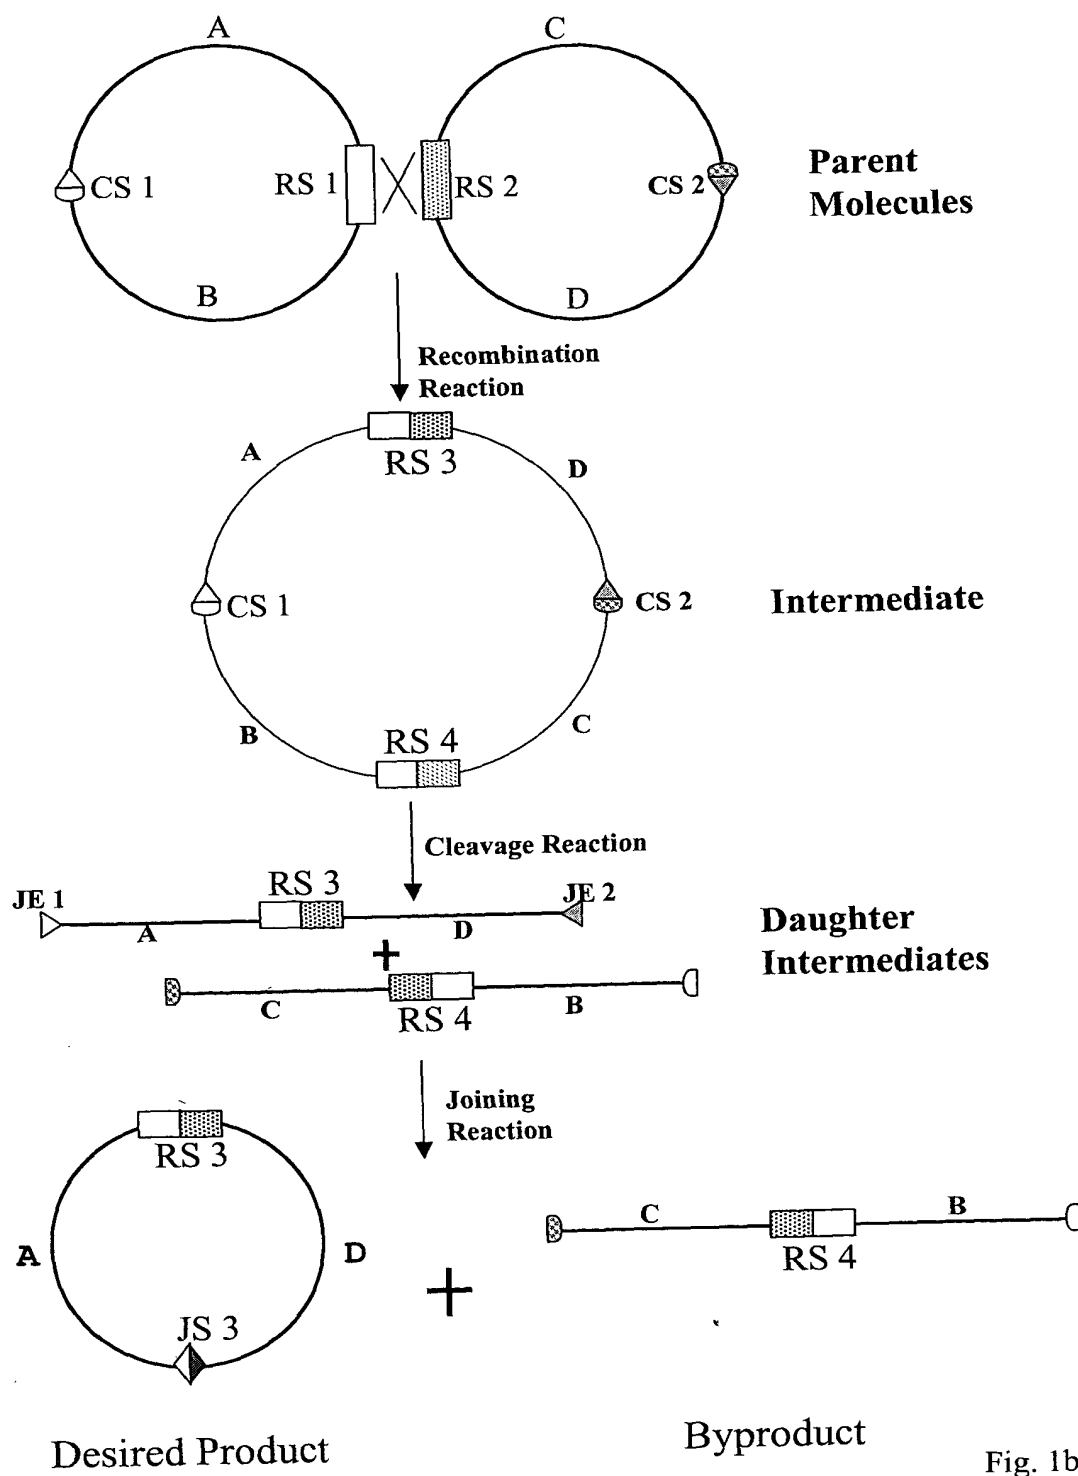 A
C
CS 1
RS 1
RS 2
CS 2
Parent
Molecules
B
D
Recombination
Reaction
A
RS 3
D
CS 1
CS 2
Intermediate
B
RS 4
C
Cleavage Reaction
JE 1
RS 3
JE 2
A
D
Daughter
Intermediates
+
C
RS 4
B
Joining
Reaction
RS 3
C
B
RS 4
A
D
+
JS 3
Desired Product
Byproduct
Fig. 1b